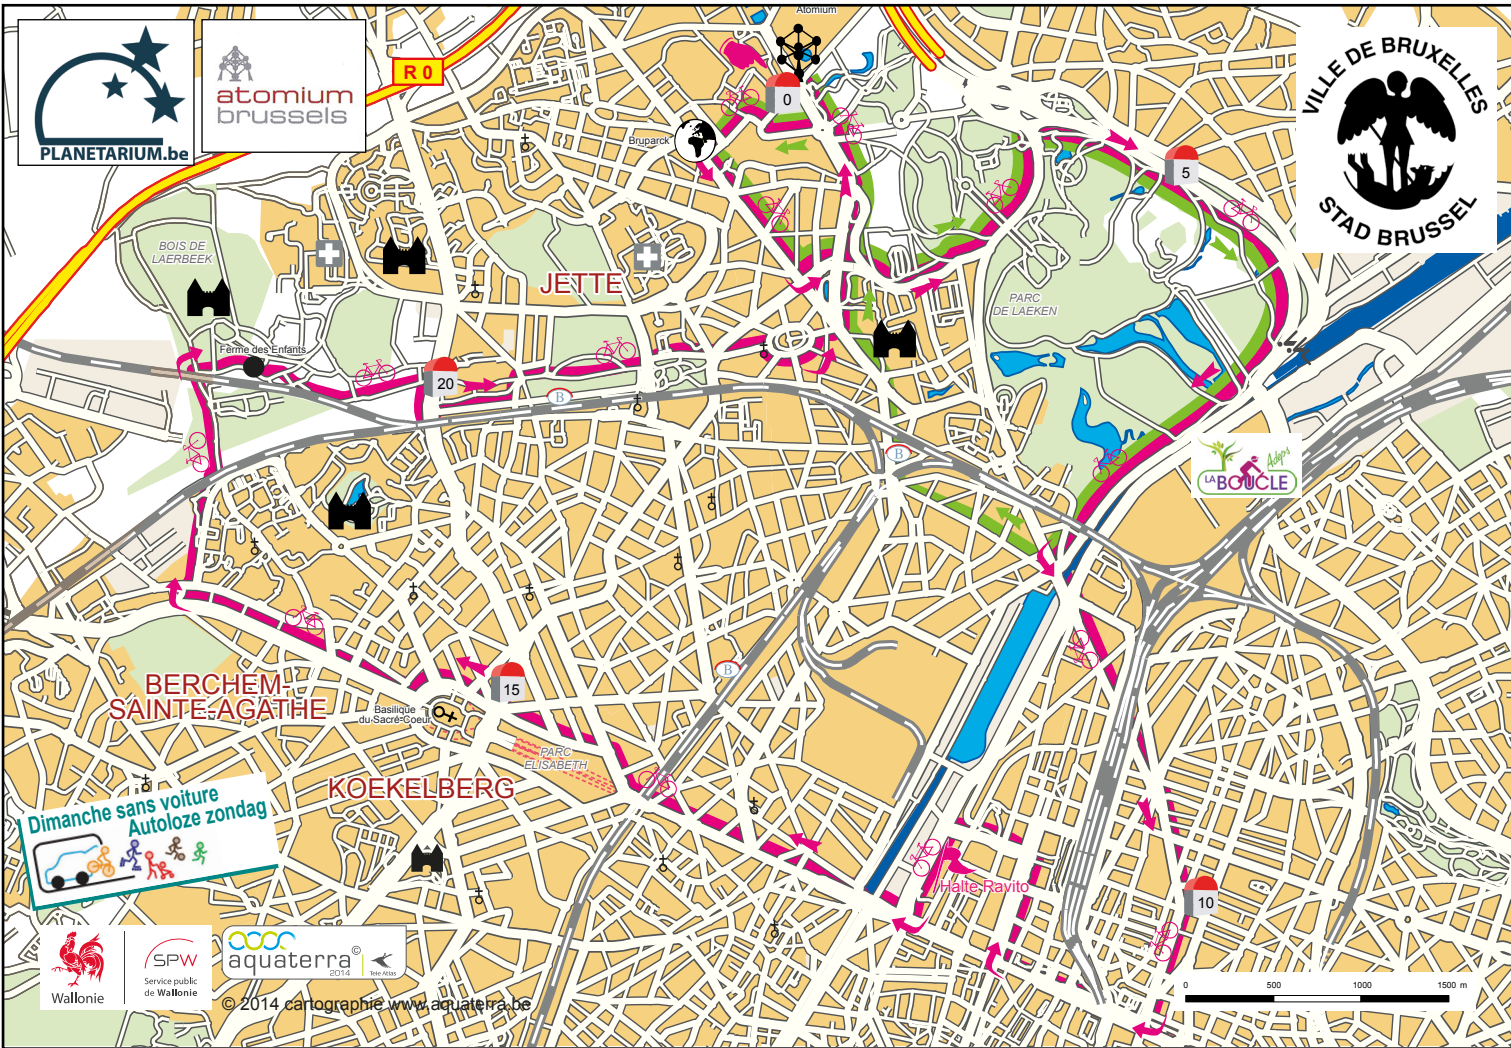 PLANETARIUM.be
atomium
brussels
R 0
Atomium
0
Bruparck
5
VILLE DE BRUXELLES
STAD BRUSSEL
BOIS DE
LAERBEEK
JETTE
PARC
DE LAEKEN
Ferme des Enfants
20
B
B
LA BOUCLE
Adeps
B
15
BERCHEM-
SAINTE-AGATHE
Basilique
du Sacré-Coeur
PARC
ELISABETH
KOEKELBERG
Dimanche sans voiture
Autoloze zondag
Halte Ravito
10
Wallonie
SPW
Service public
de Wallonie
aquaterra©
2014
Tele Atlas
© 2014 cartographie www.aquaterra.be
0 500 1000 1500 m